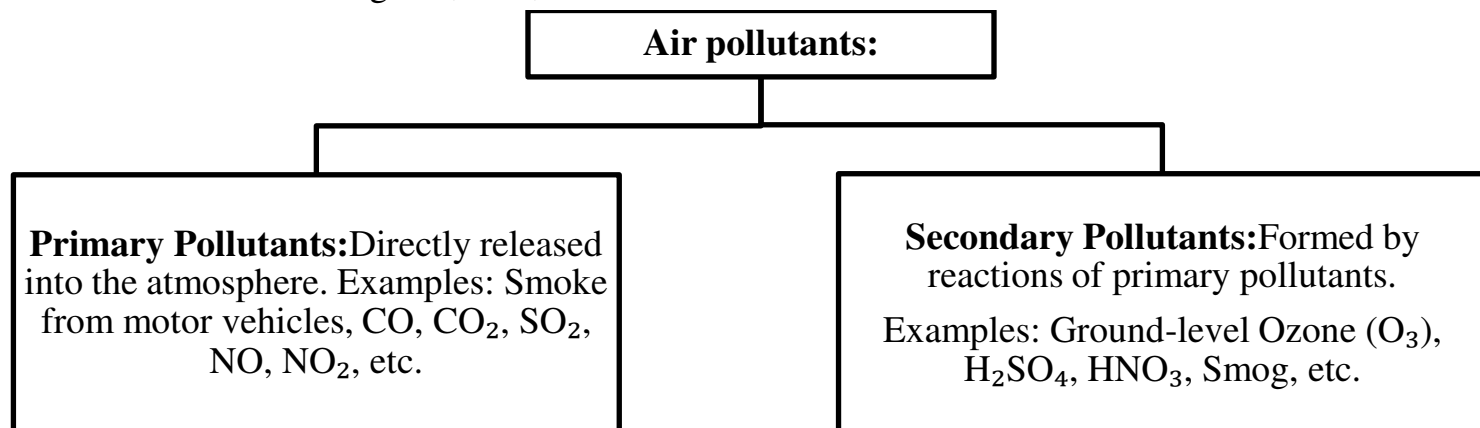 Air pollutants:
Primary Pollutants:Directly released
into the atmosphere. Examples: Smoke
from motor vehicles, CO, CO₂, SO₂,
NO, NO₂, etc.
Secondary Pollutants:Formed by
reactions of primary pollutants.
Examples: Ground-level Ozone (O₃),
H₂SO₄, HNO₃, Smog, etc.